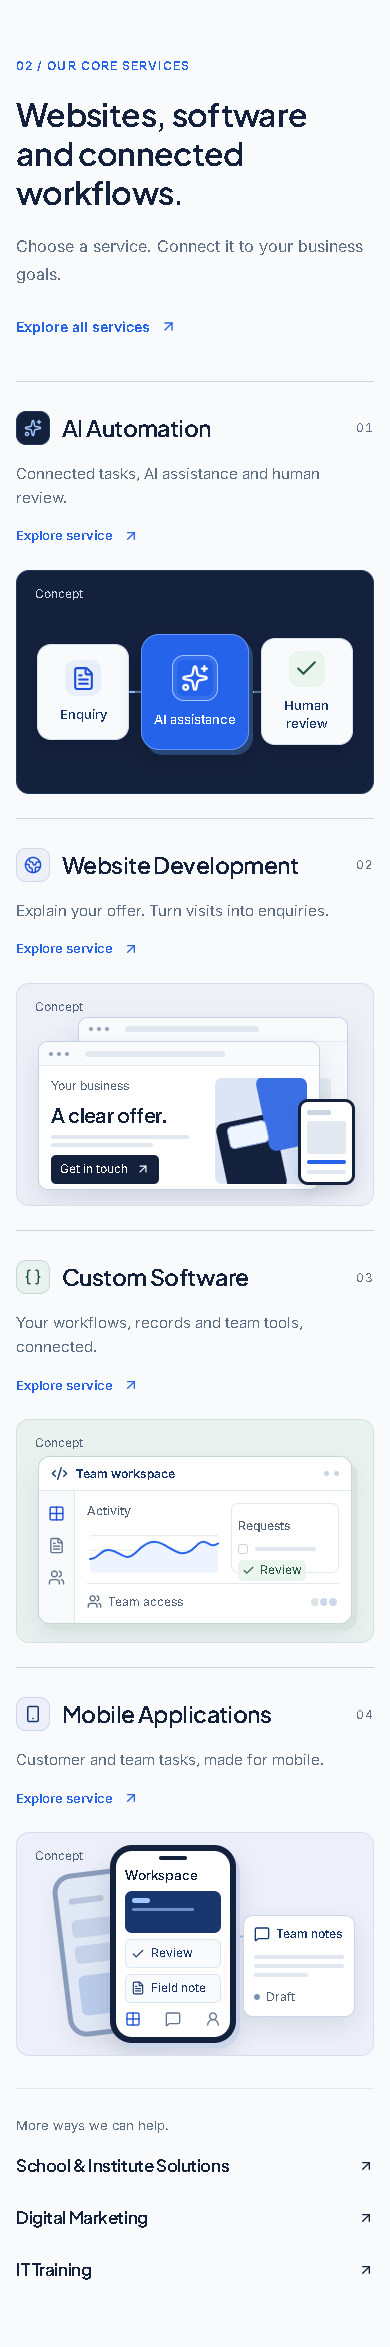 02 / OUR CORE SERVICES
Websites, software
and connected
workflows.
Choose a service. Connect it to your business
goals.
Explore all services
AI Automation
01
Connected tasks, AI assistance and human
review.
Explore service
Concept
Enquiry
AI assistance
Human
review
Website Development
02
Explain your offer. Turn visits into enquiries.
Explore service
Concept
Your business
A clear offer.
Get in touch
Custom Software
03
Your workflows, records and team tools,
connected.
Explore service
Concept
Team workspace
Activity
Requests
Review
Team access
Mobile Applications
04
Customer and team tasks, made for mobile.
Explore service
Concept
Workspace
Review
Field note
Team notes
Draft
More ways we can help.
School & Institute Solutions
Digital Marketing
IT Training